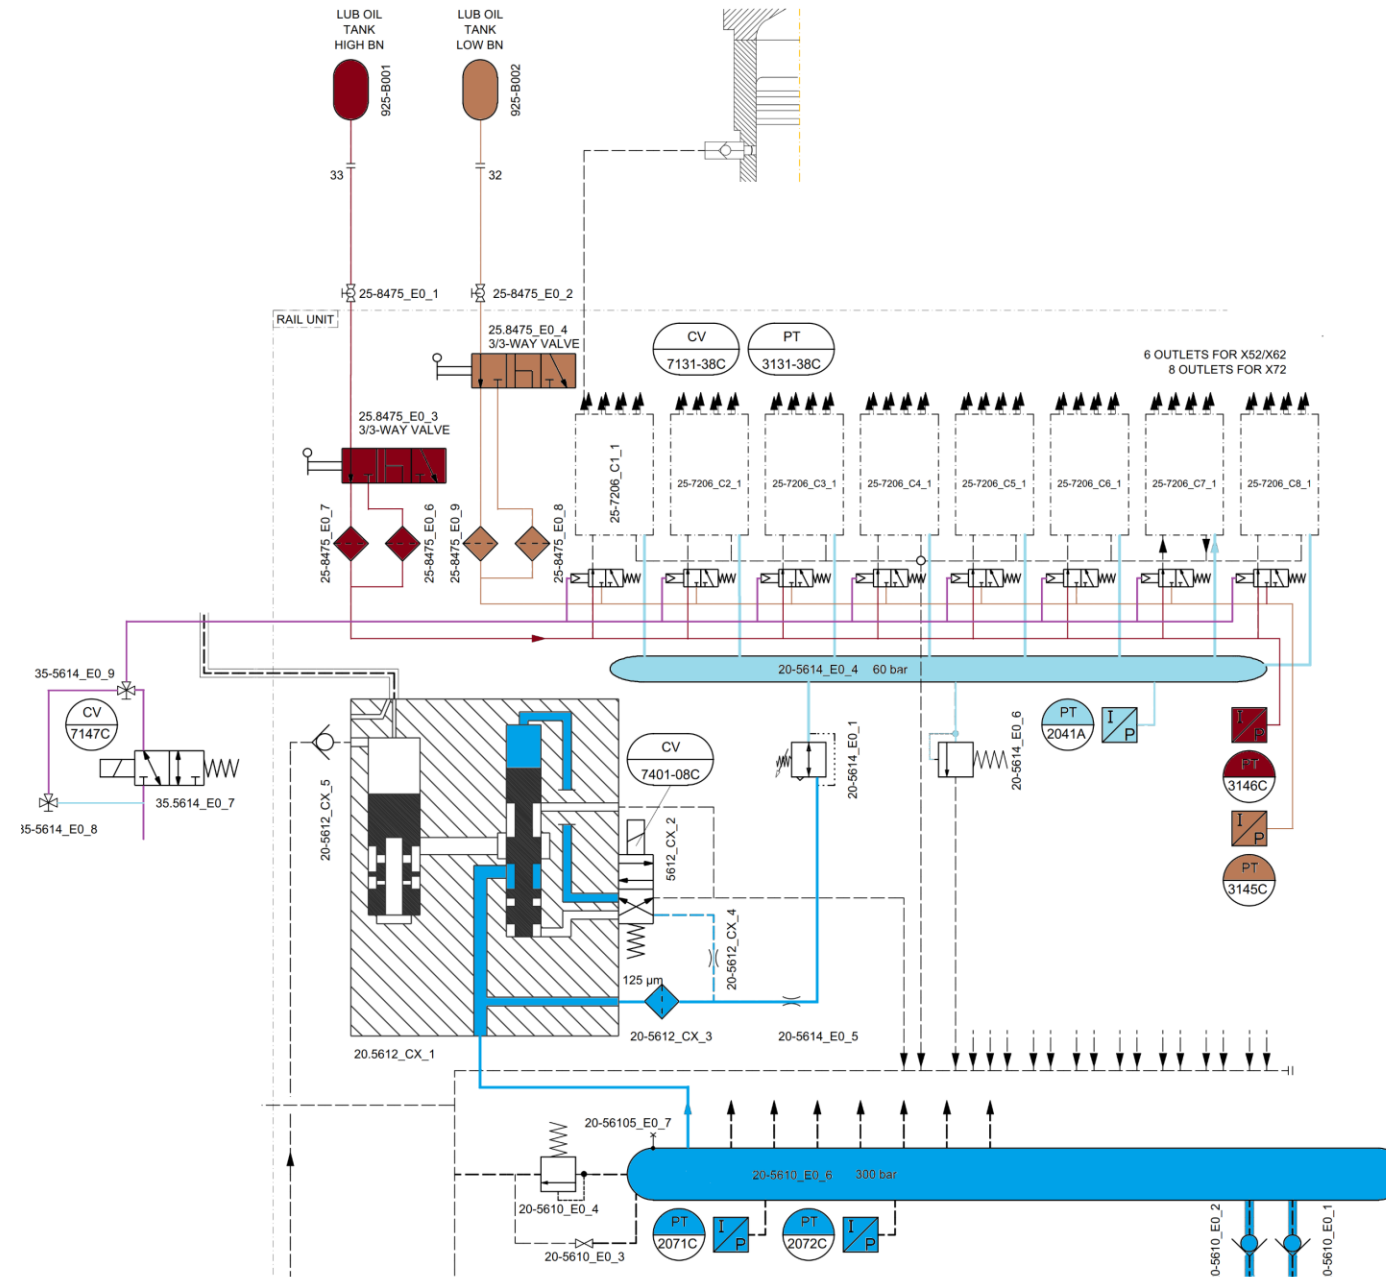 LUB OIL
TANK
HIGH BN
925-B001
LUB OIL
TANK
LOW BN
925-B002
33
32
25-8475_E0_1
25-8475_E0_2
RAIL UNIT
25.8475_E0_4
3/3-WAY VALVE
CV
7131-38C
PT
3131-38C
6 OUTLETS FOR X52/X62
8 OUTLETS FOR X72
25.8475_E0_3
3/3-WAY VALVE
25-7206_C1_1
25-7206_C2_1
25-7206_C3_1
25-7206_C4_1
25-7206_C5_1
25-7206_C6_1
25-7206_C7_1
25-7206_C8_1
25-8475_E0_7
25-8475_E0_6
25-8475_E0_9
25-8475_E0_8
35-5614_E0_9
CV
7147C
35.5614_E0_7
35-5614_E0_8
20-5614_E0_4 60 bar
PT
2041A
I
P
I
P
PT
3146C
I
P
PT
3145C
20-5614_E0_1
20-5614_E0_6
CV
7401-08C
20-5612_CX_5
5612_CX_2
20-5612_CX_4
125 µm
20-5612_CX_3
20-5614_E0_5
20.5612_CX_1
20-56105_E0_7
20-5610_E0_6 300 bar
20-5610_E0_4
20-5610_E0_3
PT
2071C
I
P
PT
2072C
I
P
0-5610_E0_2
0-5610_E0_1